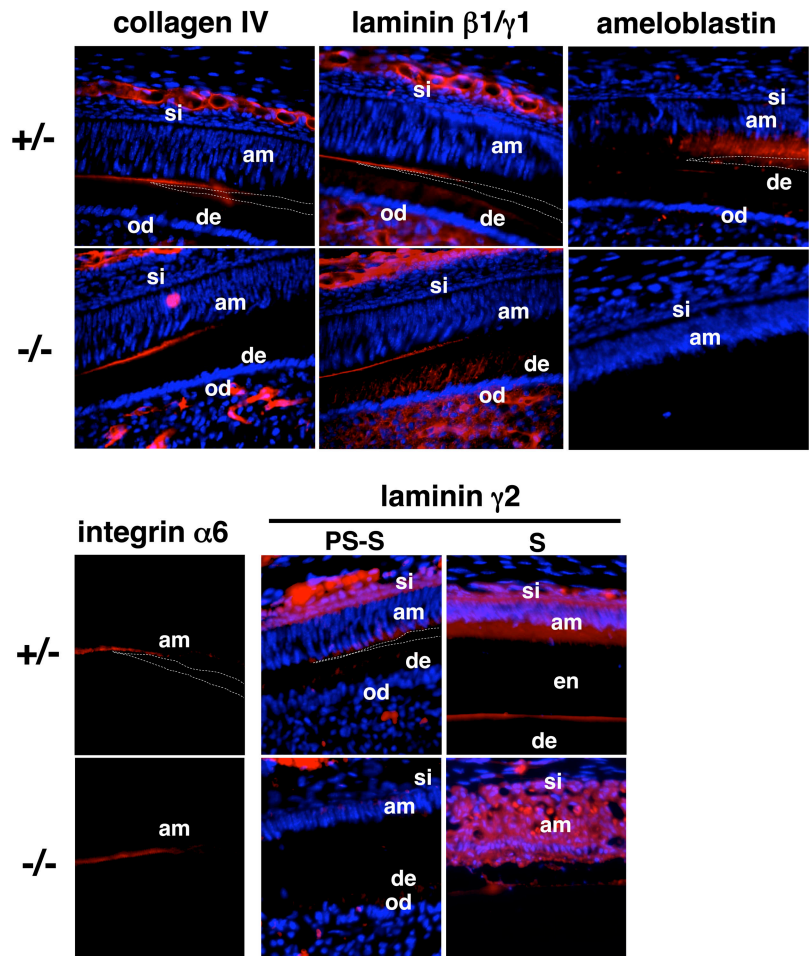 collagen IV laminin β1/γ1 ameloblastin
+/-
si am de od
si am od de
si am de od
-/-
si am de od
si am de od
si am
laminin γ2
integrin α6 PS-S S
+/-
am
si am de od
si am en de
-/-
am
si am de od
si am